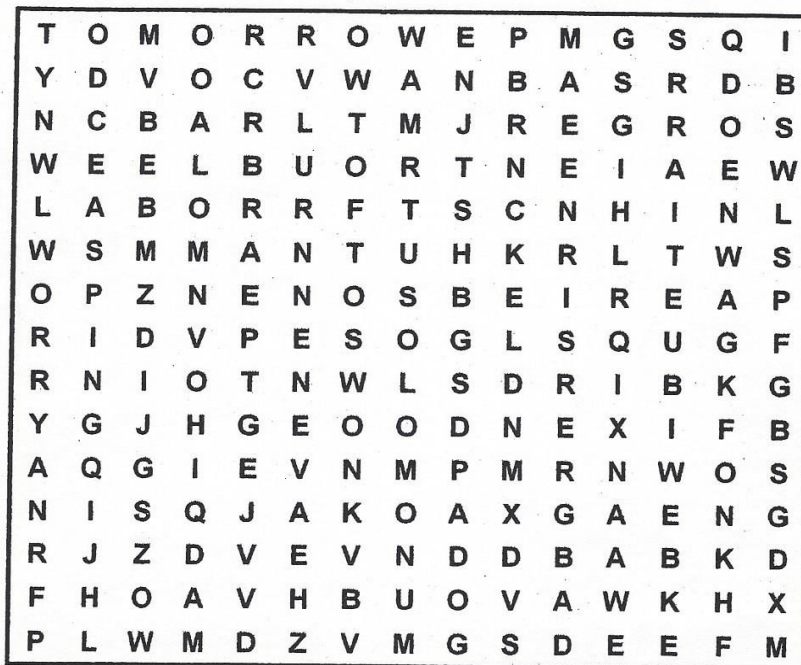 T O M O R R O W E P M G S Q I
Y D V O C V W A N B A S R D B
N C B A R L T M J R E G R O S
W E E L B U O R T N E I A E W
L A B O R R F T S C N H I N L
W S M M A N T U H K R L T W S
O P Z N E N O S B E I R E A P
R I D V P E S O G L S Q U G F
R N I O T N W L S D R I B K G
Y G J H G E O O D N E X I F B
A Q G I E V N M P M R N W O S
N I S Q J A K O A X G A E N G
R J Z D V E V N D D B A B K D
F H O A V H B U O V A W K H X
P L W M D Z V M G S D E E F M